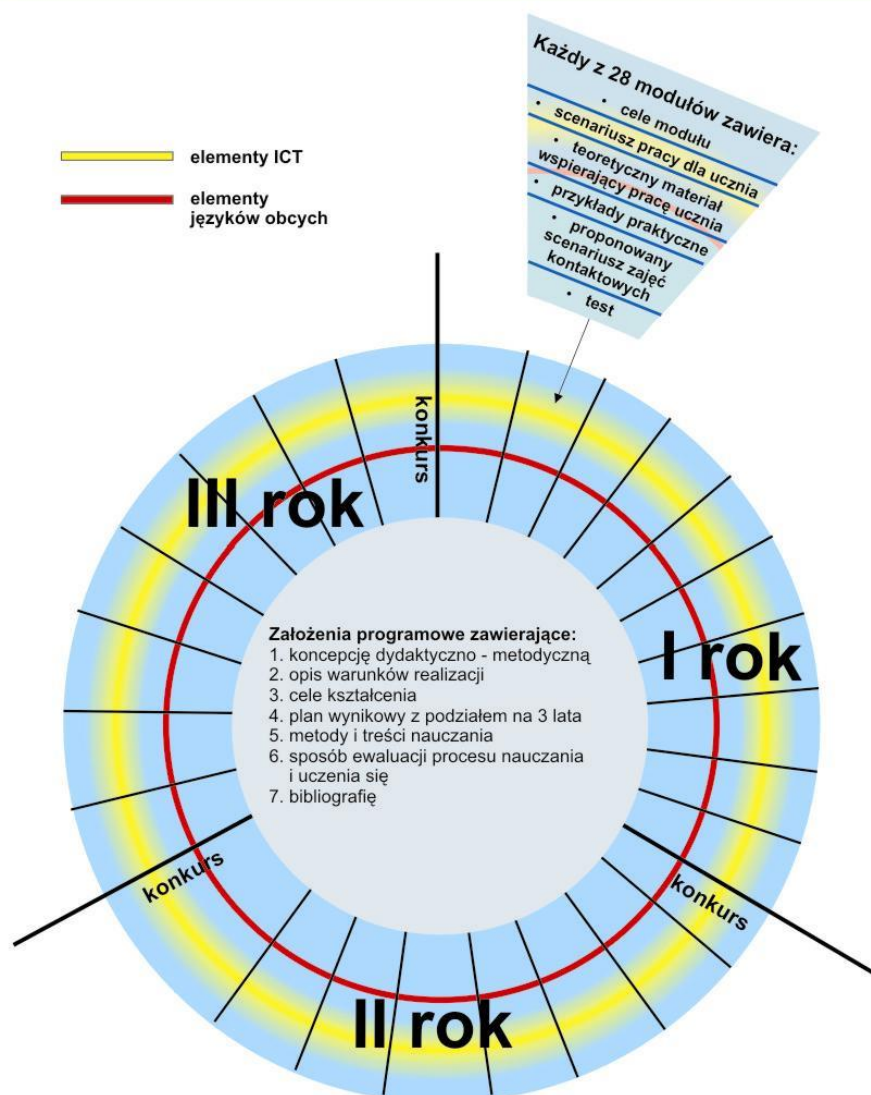 Każdy z 28 modułów zawiera:
• cele modułu
• scenariusz pracy dla ucznia
• teoretyczny materiał
wspierający pracę ucznia
• przykłady praktyczne
• proponowany
scenariusz zajęć
kontaktowych
• test
elementy ICT
elementy
języków obcych
konkurs
III rok
I rok
Założenia programowe zawierające:
1. koncepcję dydaktyczno - metodyczną
2. opis warunków realizacji
3. cele kształcenia
4. plan wynikowy z podziałem na 3 lata
5. metody i treści nauczania
6. sposób ewaluacji procesu nauczania
i uczenia się
7. bibliografię
konkurs
konkurs
II rok